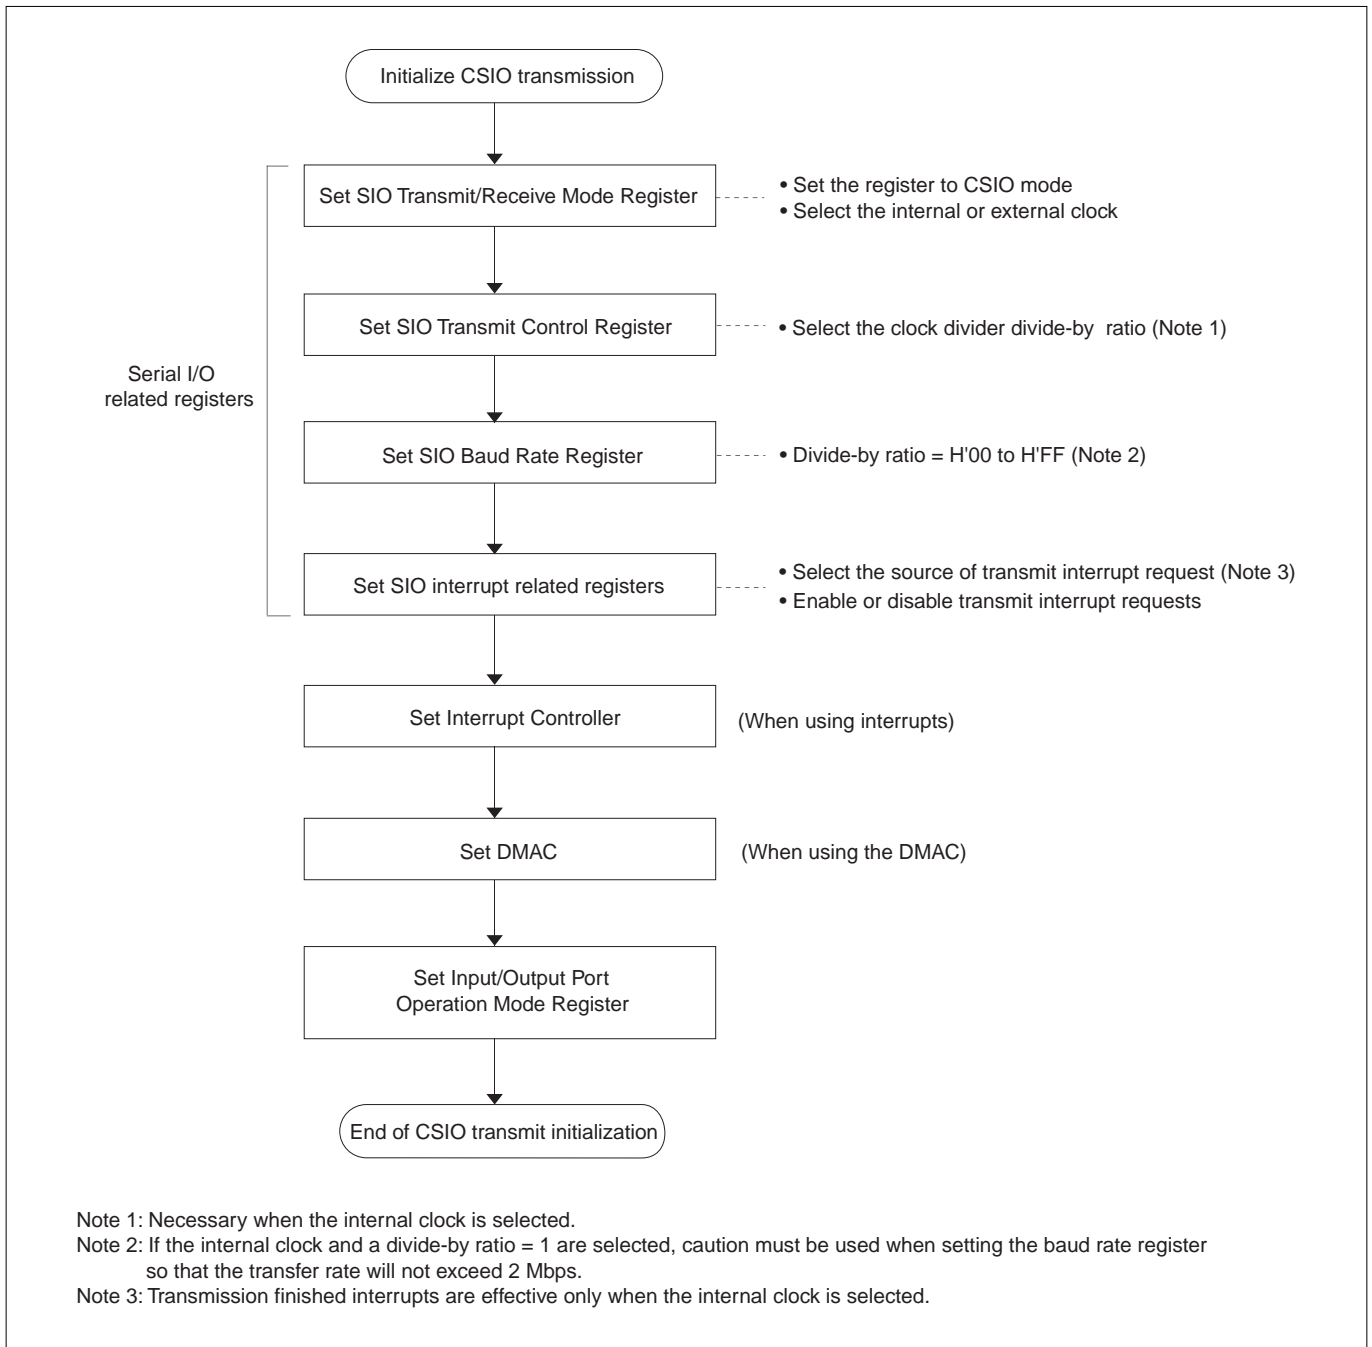 Initialize CSIO transmission
Set SIO Transmit/Receive Mode Register
• Set the register to CSIO mode
• Select the internal or external clock
Set SIO Transmit Control Register
• Select the clock divider divide-by ratio (Note 1)
Serial I/O
related registers
Set SIO Baud Rate Register
• Divide-by ratio = H'00 to H'FF (Note 2)
Set SIO interrupt related registers
• Select the source of transmit interrupt request (Note 3)
• Enable or disable transmit interrupt requests
Set Interrupt Controller
(When using interrupts)
Set DMAC
(When using the DMAC)
Set Input/Output Port
Operation Mode Register
End of CSIO transmit initialization
Note 1: Necessary when the internal clock is selected.
Note 2: If the internal clock and a divide-by ratio = 1 are selected, caution must be used when setting the baud rate register
so that the transfer rate will not exceed 2 Mbps.
Note 3: Transmission finished interrupts are effective only when the internal clock is selected.